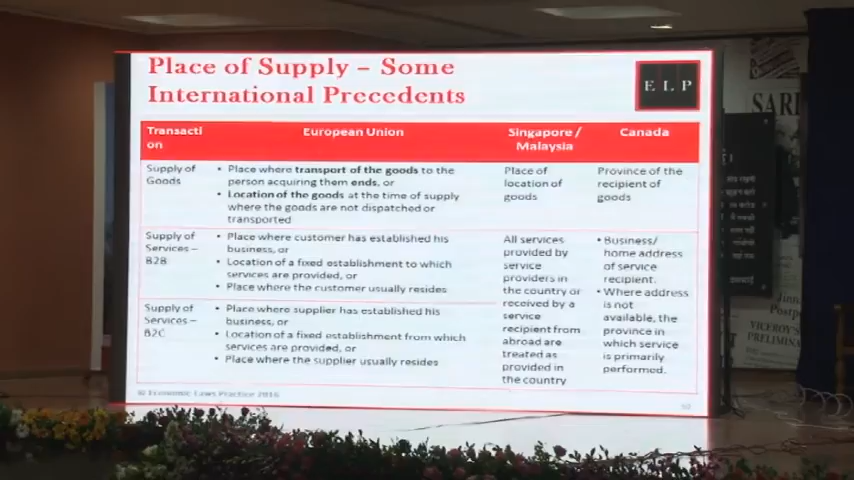 Place of Supply – Some
International Precedents
E L P
Transacti
on
European Union
Singapore /
Malaysia
Canada
Supply of
Goods
• Place where transport of the goods to the
person acquiring them ends, or
• Location of the goods at the time of supply
where the goods are not dispatched or
transported
Place of
location of
goods
Province of the
recipient of
goods
Supply of
Services –
B2B
• Place where customer has established his
business, or
• Location of a fixed establishment to which
services are provided, or
• Place where the customer usually resides
Supply of
Services –
B2C
• Place where supplier has established his
business, or
• Location of a fixed establishment from which
services are provided, or
• Place where the supplier usually resides
All services
provided by
service
providers in
the country or
received by a
service
recipient from
abroad are
treated as
provided in
the country
• Business/
home address
of service
recipient.
• Where address
is not
available, the
province in
which service
is primarily
performed.
© Economic Laws Practice 2016
SARD
Jinn
Postp
VICEROY'S
PRELIMINA